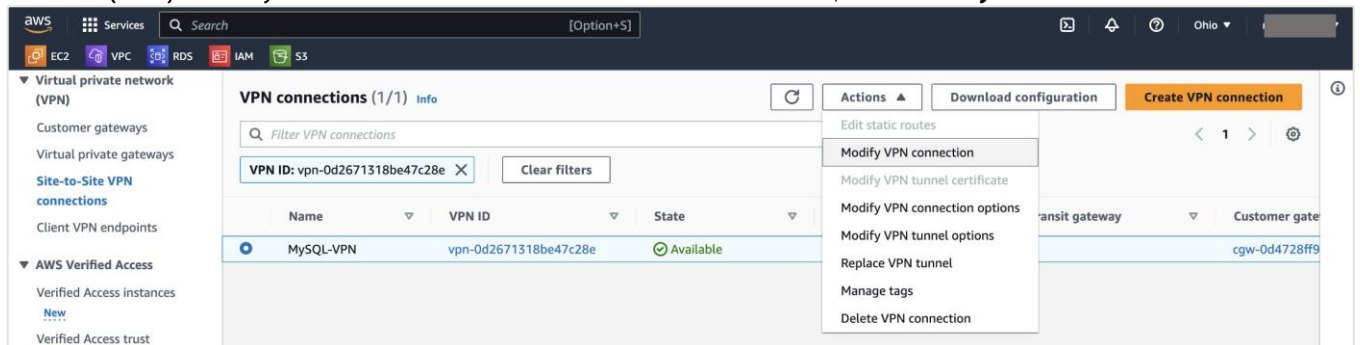 aws Services Search [Option+S] Ohio
EC2 VPC RDS IAM S3
Virtual private network
(VPN)
Customer gateways
Virtual private gateways
Site-to-Site VPN
connections
Client VPN endpoints
AWS Verified Access
Verified Access instances
New
Verified Access trust
VPN connections (1/1) Info
Actions Download configuration Create VPN connection
Filter VPN connections
1
VPN ID: vpn-0d2671318be47c28e Clear filters
Edit static routes
Modify VPN connection
Modify VPN tunnel certificate
Modify VPN connection options
Modify VPN tunnel options
Replace VPN tunnel
Manage tags
Delete VPN connection
Name VPN ID State ransit gateway Customer gate
MySQL-VPN vpn-0d2671318be47c28e Available cgw-0d4728ff9